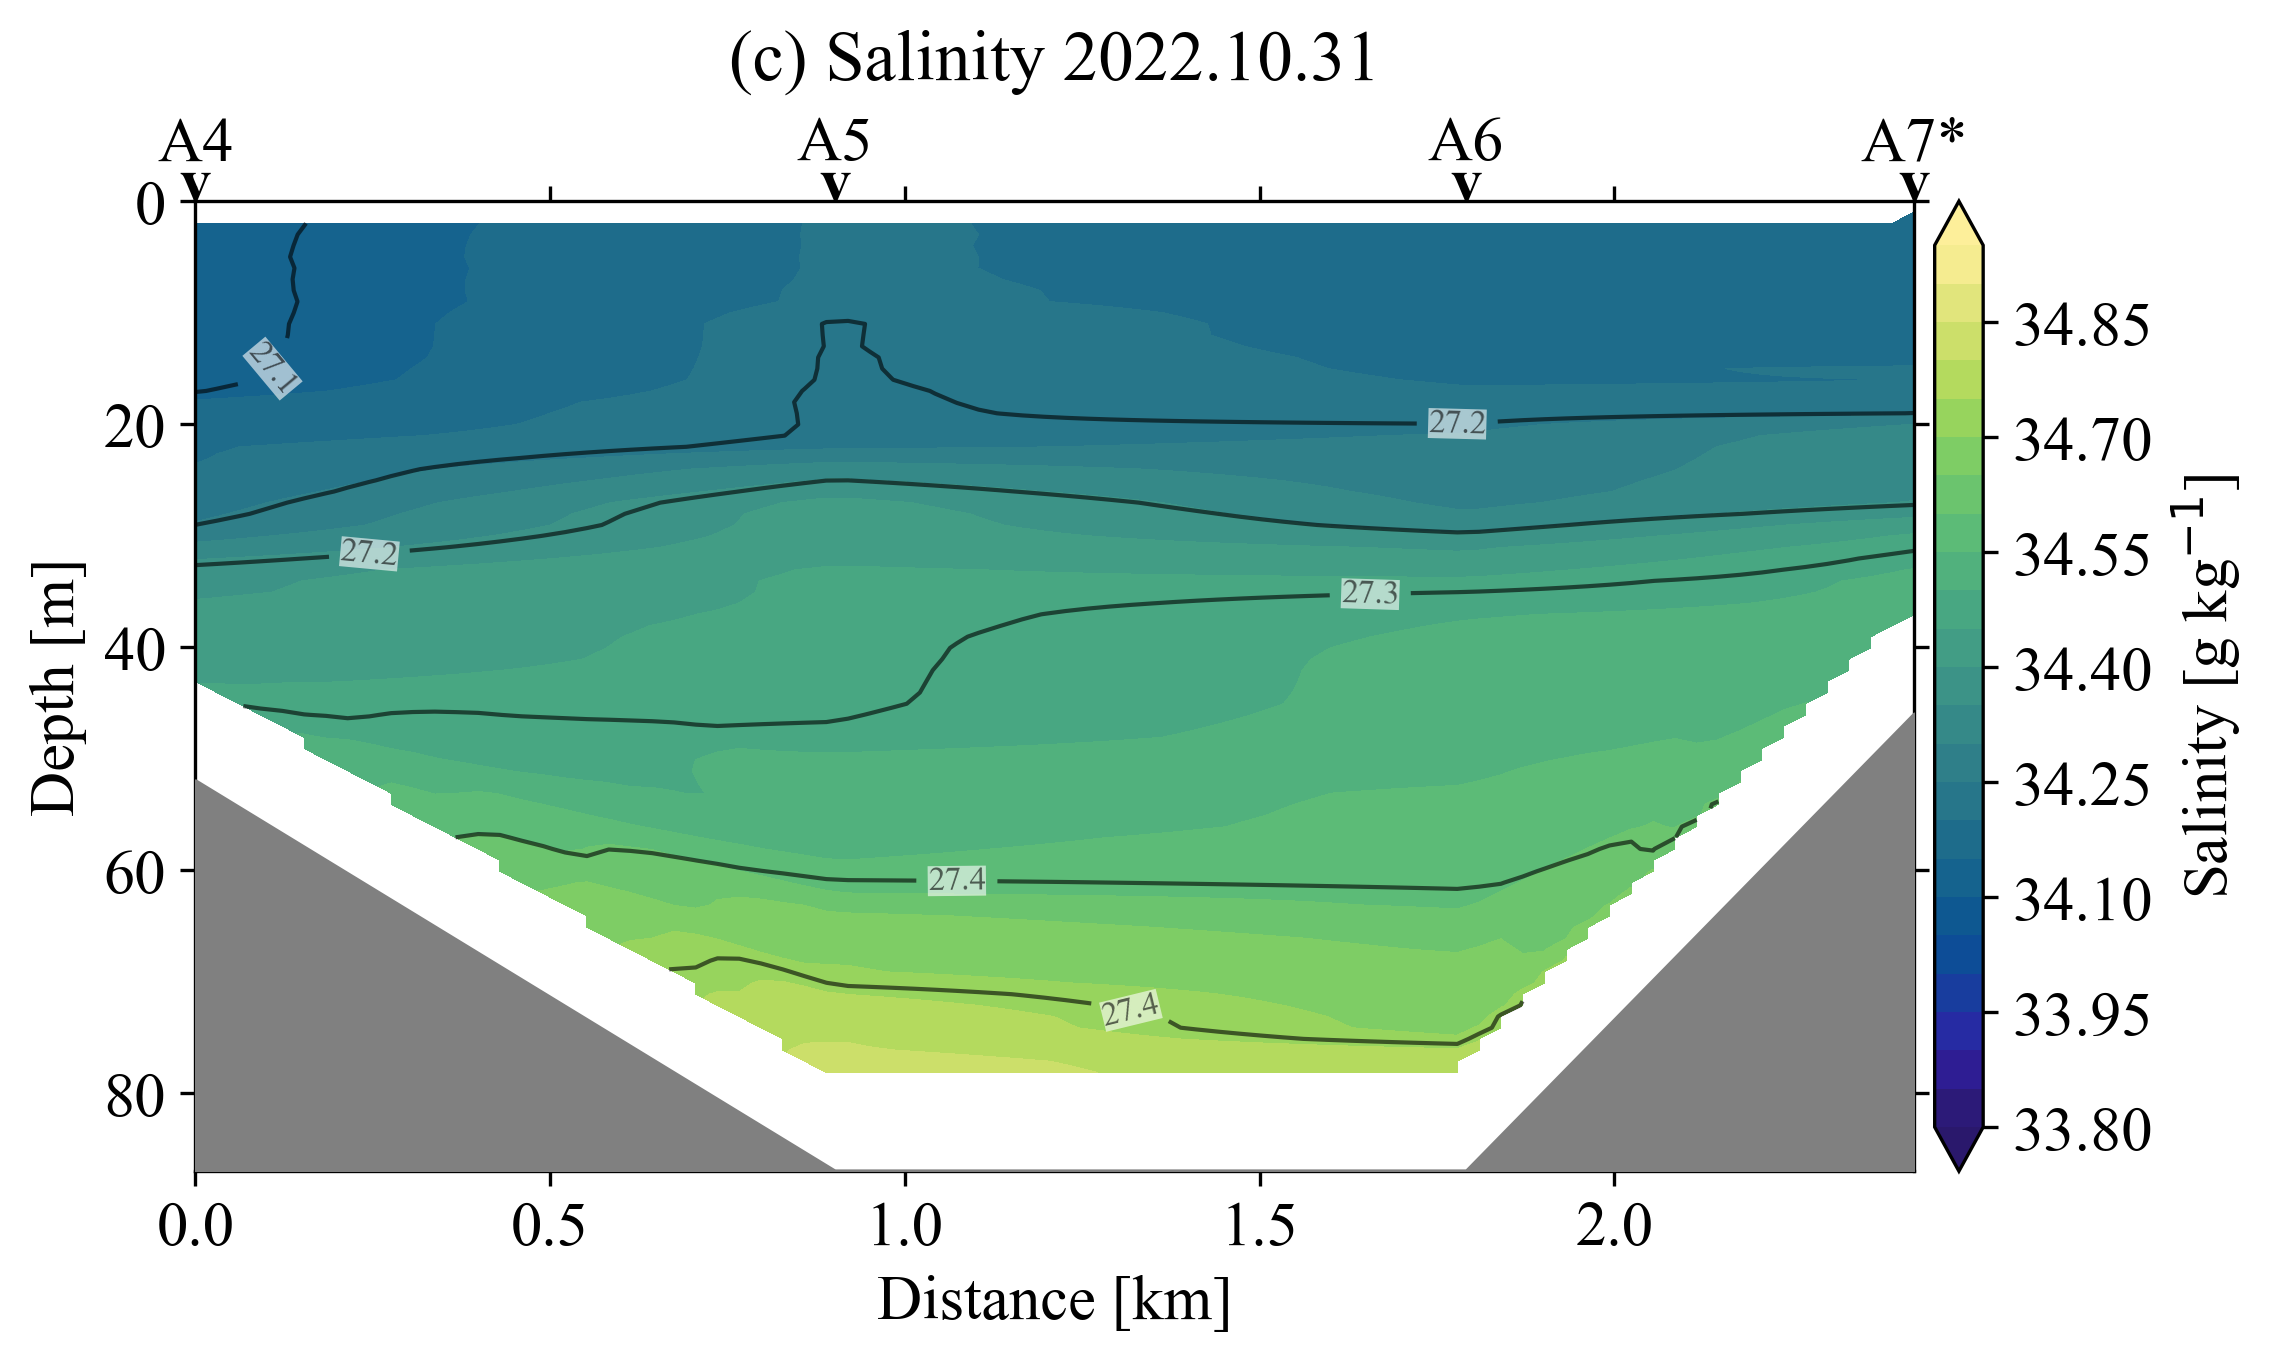 (c) Salinity 2022.10.31
A4 A5 A6 A7*
v v v v
0
20
40
60
80
Depth [m]
27.1
27.2
27.2
27.3
27.4
27.4
0.0 0.5 1.0 1.5 2.0
Distance [km]
34.85
34.70
34.55
34.40
34.25
34.10
33.95
33.80
Salinity [g kg⁻¹]